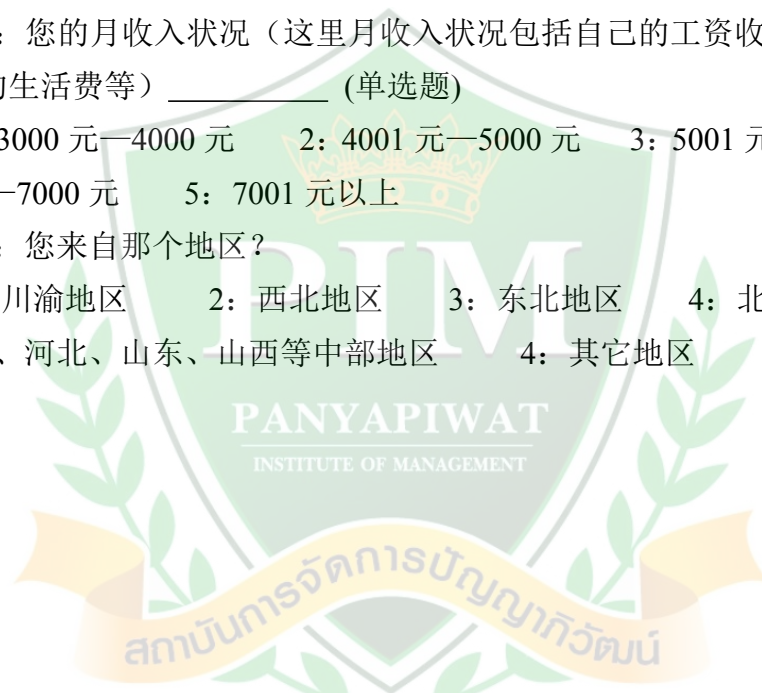 ：您的月收入状况（这里月收入状况包括自己的工资收
的生活费等）_________ (单选题)
3000 元—4000 元 2：4001 元—5000 元 3：5001 元
—7000 元 5：7001 元以上
：您来自那个地区？
川渝地区 2：西北地区 3：东北地区 4：北
、河北、山东、山西等中部地区 4：其它地区
PIM
PANYAPIWAT
INSTITUTE OF MANAGEMENT
สถาบันการจัดการปัญญาภิวัฒน์